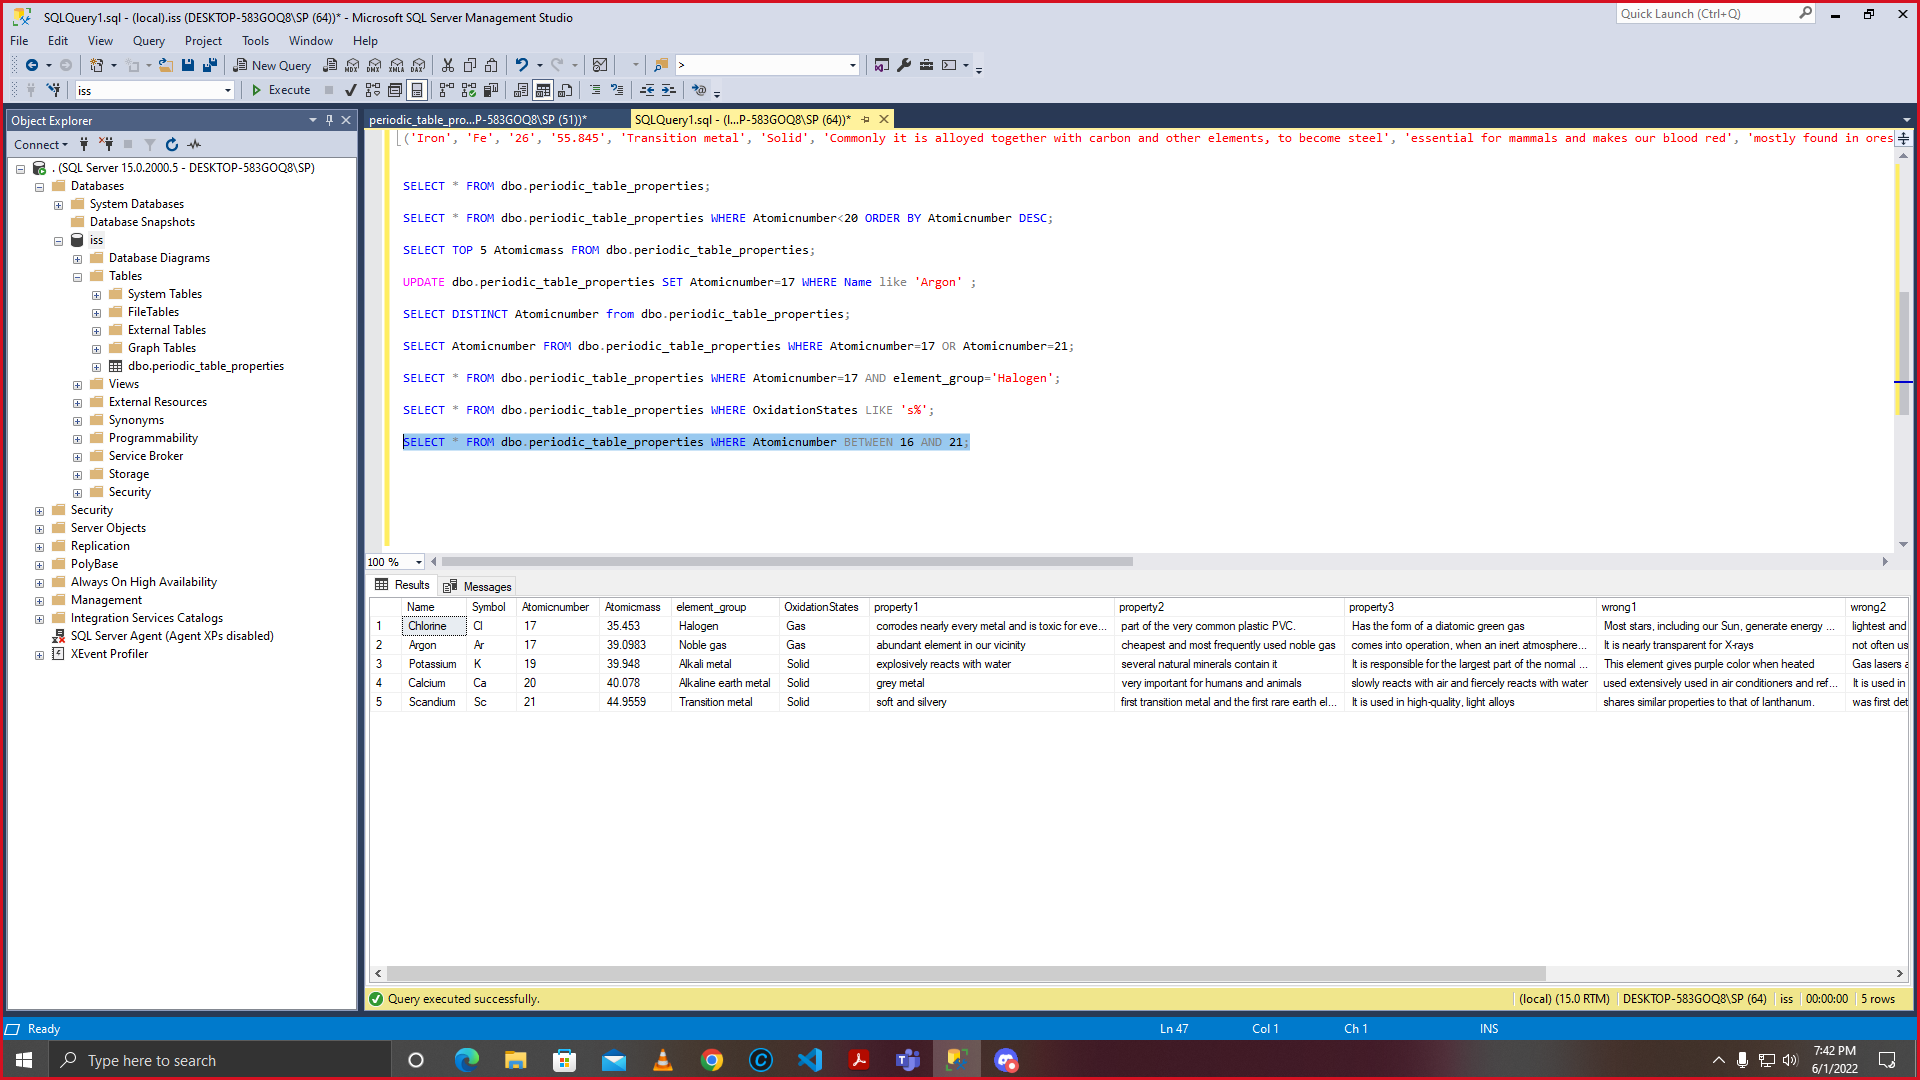 SQLQuery1.sql - (local).iss (DESKTOP-583GOQ8\SP (64))* - Microsoft SQL Server Management Studio
Quick Launch (Ctrl+Q)
File Edit View Query Project Tools Window Help
New Query MDX DMX XMLA DAX >
iss Execute
Object Explorer
Connect
. (SQL Server 15.0.2000.5 - DESKTOP-583GOQ8\SP)
Databases
System Databases
Database Snapshots
iss
Database Diagrams
Tables
System Tables
FileTables
External Tables
Graph Tables
dbo.periodic_table_properties
Views
External Resources
Synonyms
Programmability
Service Broker
Storage
Security
Security
Server Objects
Replication
PolyBase
Always On High Availability
Management
Integration Services Catalogs
SQL Server Agent (Agent XPs disabled)
XEvent Profiler
periodic_table_pro...P-583GOQ8\SP (51))*
SQLQuery1.sql - (l...P-583GOQ8\SP (64))*
('Iron', 'Fe', '26', '55.845', 'Transition metal', 'Solid', 'Commonly it is alloyed together with carbon and other elements, to become steel', 'essential for mammals and makes our blood red', 'mostly found in ores
SELECT * FROM dbo.periodic_table_properties;
SELECT * FROM dbo.periodic_table_properties WHERE Atomicnumber<20 ORDER BY Atomicnumber DESC;
SELECT TOP 5 Atomicmass FROM dbo.periodic_table_properties;
UPDATE dbo.periodic_table_properties SET Atomicnumber=17 WHERE Name like 'Argon' ;
SELECT DISTINCT Atomicnumber from dbo.periodic_table_properties;
SELECT Atomicnumber FROM dbo.periodic_table_properties WHERE Atomicnumber=17 OR Atomicnumber=21;
SELECT * FROM dbo.periodic_table_properties WHERE Atomicnumber=17 AND element_group='Halogen';
SELECT * FROM dbo.periodic_table_properties WHERE OxidationStates LIKE 's%';
SELECT * FROM dbo.periodic_table_properties WHERE Atomicnumber BETWEEN 16 AND 21;
100 %
Results Messages
Name Symbol Atomicnumber Atomicmass element_group OxidationStates property1 property2 property3 wrong1 wrong2
1 Chlorine Cl 17 35.453 Halogen Gas corrodes nearly every metal and is toxic for eve... part of the very common plastic PVC. Has the form of a diatomic green gas Most stars, including our Sun, generate energy ... lightest and
2 Argon Ar 17 39.0983 Noble gas Gas abundant element in our vicinity cheapest and most frequently used noble gas comes into operation, when an inert atmosphere... It is nearly transparent for X-rays not often us
3 Potassium K 19 39.948 Alkali metal Solid explosively reacts with water several natural minerals contain it It is responsible for the largest part of the normal ... This element gives purple color when heated Gas lasers a
4 Calcium Ca 20 40.078 Alkaline earth metal Solid grey metal very important for humans and animals slowly reacts with air and fiercely reacts with water used extensively used in air conditioners and ref... It is used in
5 Scandium Sc 21 44.9559 Transition metal Solid soft and silvery first transition metal and the first rare earth el... It is used in high-quality, light alloys shares similar properties to that of lanthanum. was first det
Query executed successfully. (local) (15.0 RTM) DESKTOP-583GOQ8\SP (64) iss 00:00:00 5 rows
Ready Ln 47 Col 1 Ch 1 INS
Type here to search
7:42 PM
6/1/2022